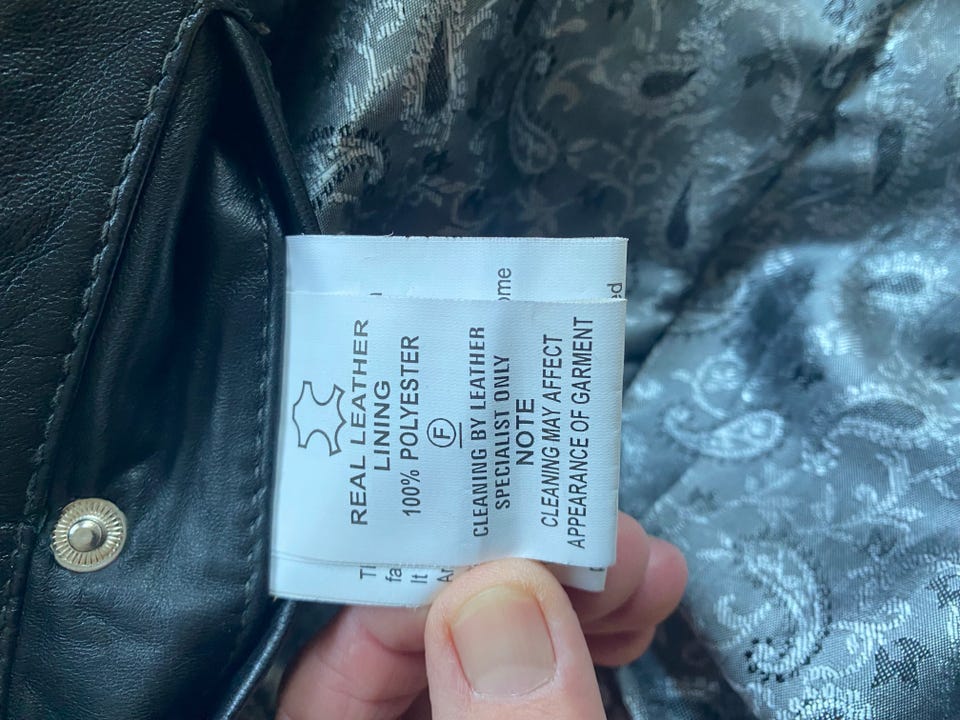 REAL LEATHER
LINING
100% POLYESTER
F
CLEANING BY LEATHER
SPECIALIST ONLY
NOTE
CLEANING MAY AFFECT
APPEARANCE OF GARMENT